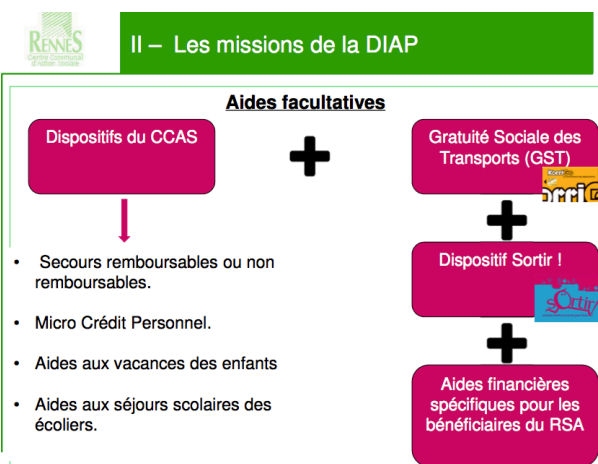 RENNES
Centre Communal
d'Action Sociale
II – Les missions de la DIAP
Aides facultatives
Dispositifs du CCAS
• Secours remboursables ou non
remboursables.
• Micro Crédit Personnel.
• Aides aux vacances des enfants
• Aides aux séjours scolaires des
écoliers.
Gratuité Sociale des
Transports (GST)
KorriGo
Dispositif Sortir !
sOrtir!
Aides financières
spécifiques pour les
bénéficiaires du RSA